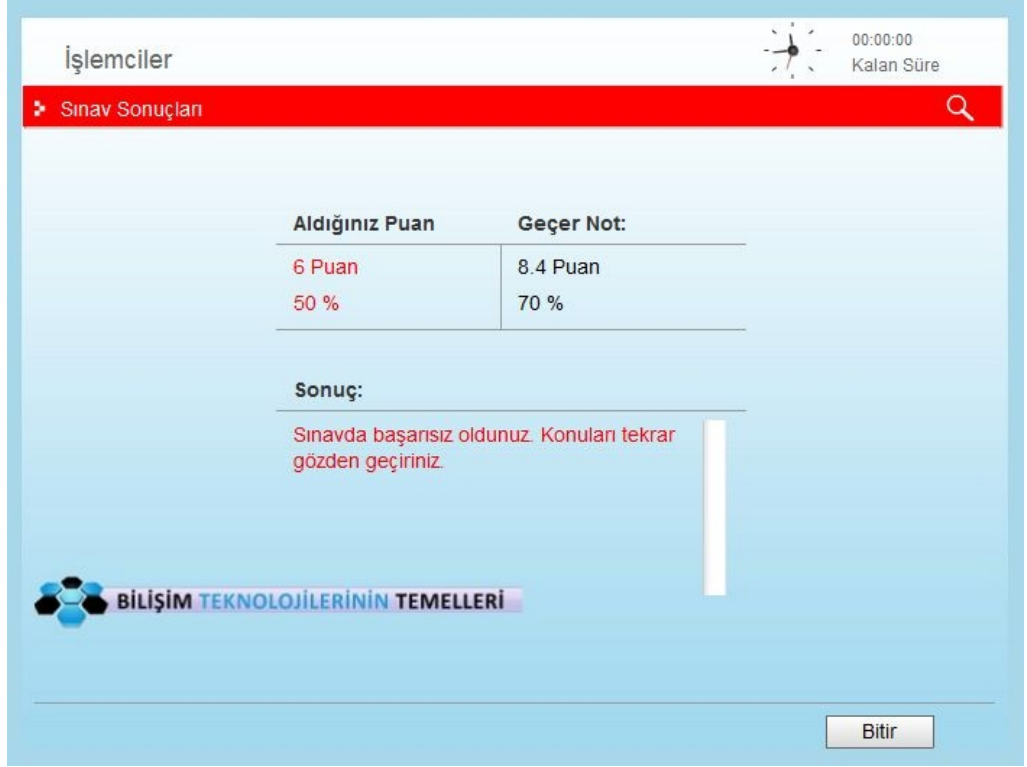 İşlemciler
00:00:00
Kalan Süre
Sınav Sonuçları
Aldığınız Puan Geçer Not:
6 Puan 8.4 Puan
50 % 70 %
Sonuç:
Sınavda başarısız oldunuz. Konuları tekrar
gözden geçiriniz.
BİLİŞİM TEKNOLOJİLERİNİN TEMELLERİ
Bitir